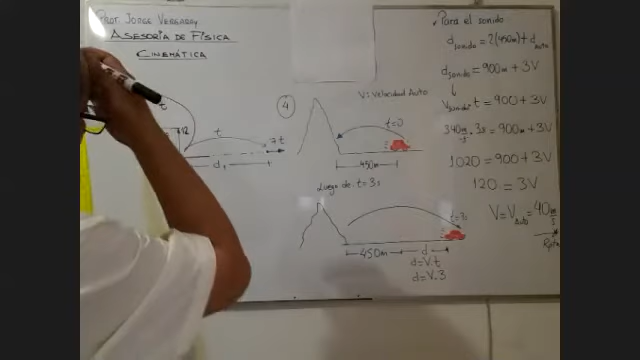 PROF. JORGE VERGARAY
ASESORÍA DE FÍSICA
CINEMÁTICA
t
t
12
7t
d₁
4
V: Velocidad Auto
t=0
450m
Luego de t=3s
t=3s
450m
d
d=V.t
d=V.3
Para el sonido
d sonido = 2(450m)+d auto
d sonido = 900m + 3V
V sonido . t = 900 + 3V
340 m/s . 3s = 900m + 3V
1020 = 900 + 3V
120 = 3V
V = V Auto = 40 m/s
Rpta